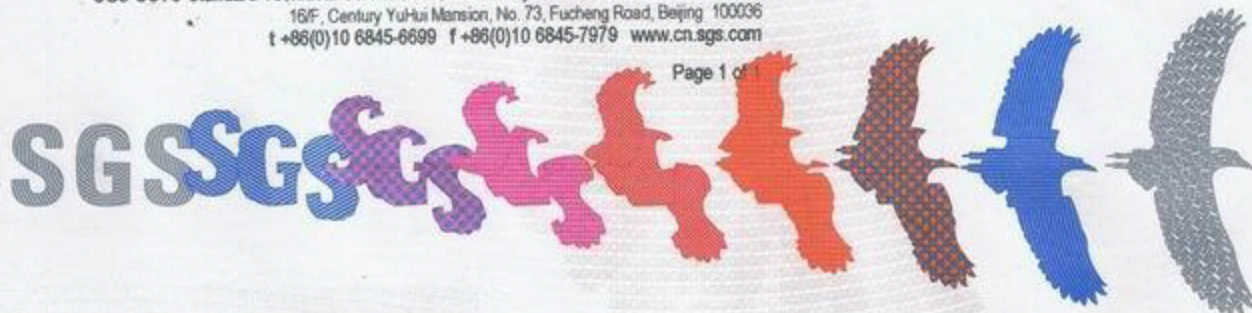 16/F, Century YuHui Mansion, No. 73, Fucheng Road, Beijing 100036
t +86(0)10 6845-6699 f +86(0)10 6845-7979 www.cn.sgs.com
Page 1 of 1
SGS SGS SGS